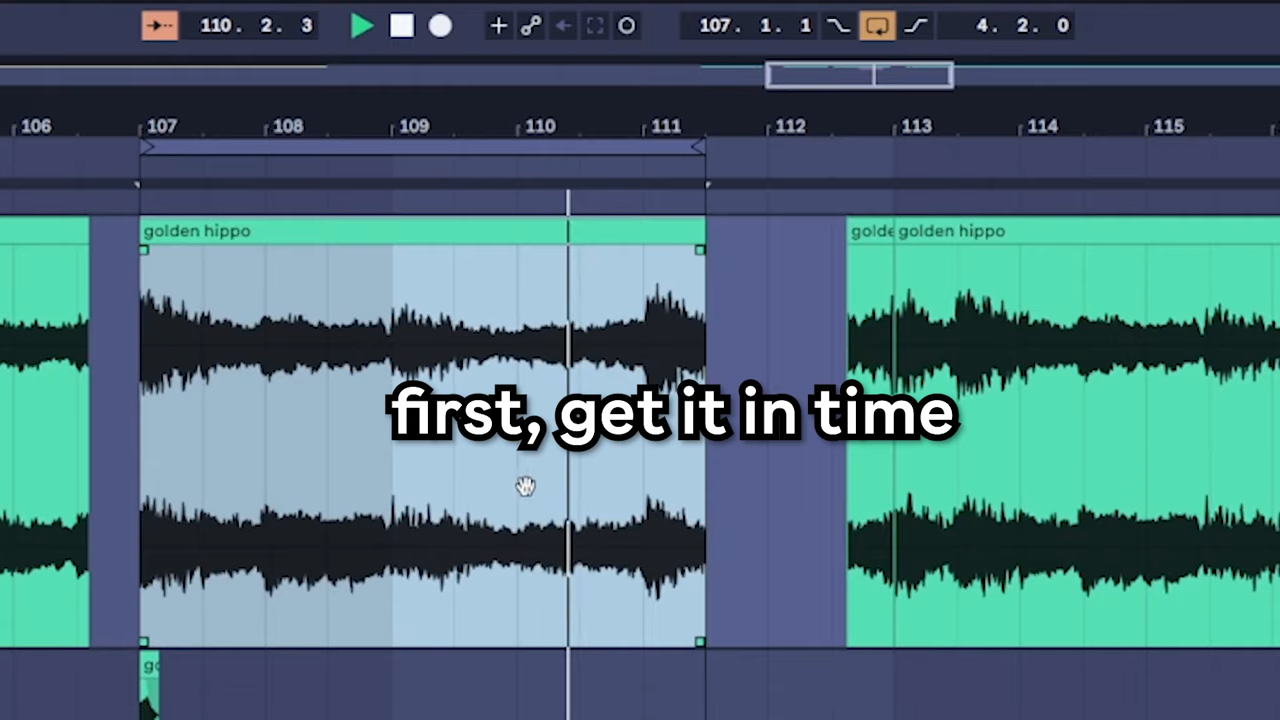 110. 2. 3 107. 1. 1 4. 2. 0
106 107 108 109 110 111 112 113 114 115
golden hippo golde golden hippo
first, get it in time
go